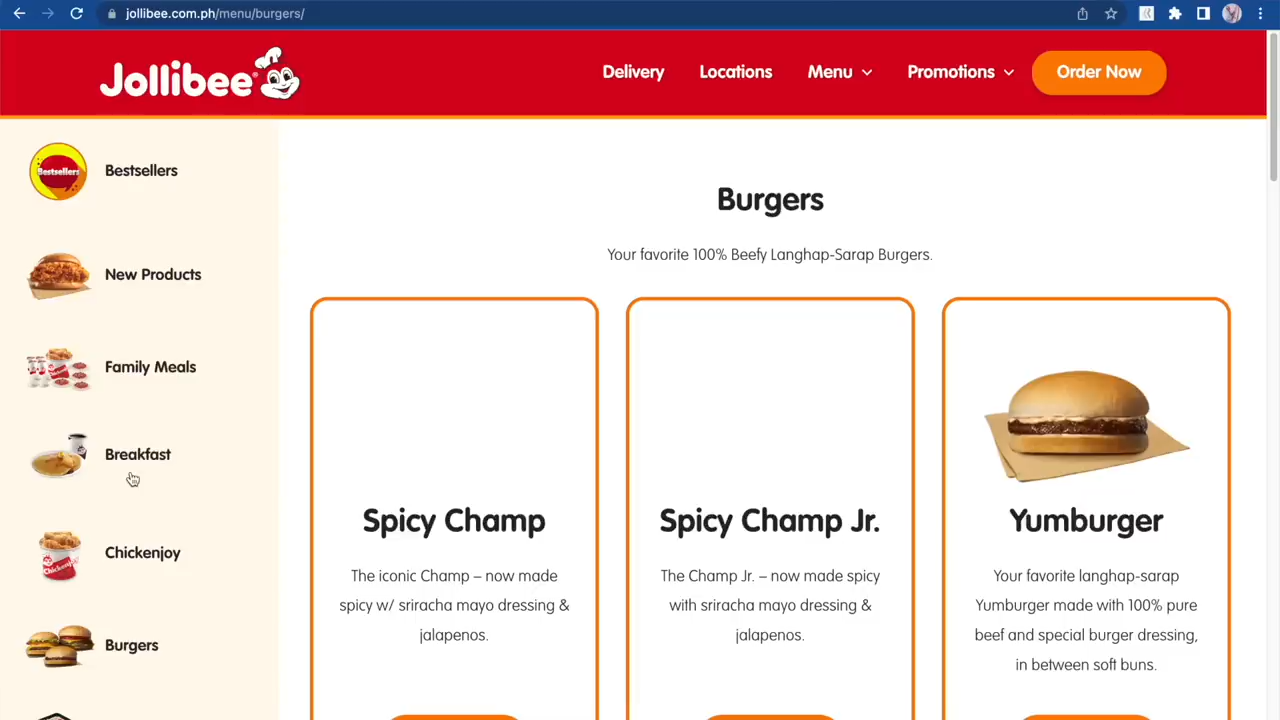 jollibee.com.ph/menu/burgers/
Jollibee
Delivery
Locations
Menu
Promotions
Order Now
Bestsellers
Bestsellers
New Products
Family Meals
Breakfast
Chickenjoy
Burgers
Burgers
Your favorite 100% Beefy Langhap-Sarap Burgers.
Spicy Champ
The iconic Champ – now made
spicy w/ sriracha mayo dressing &
jalapenos.
Spicy Champ Jr.
The Champ Jr. – now made spicy
with sriracha mayo dressing &
jalapenos.
Yumburger
Your favorite langhap-sarap
Yumburger made with 100% pure
beef and special burger dressing,
in between soft buns.